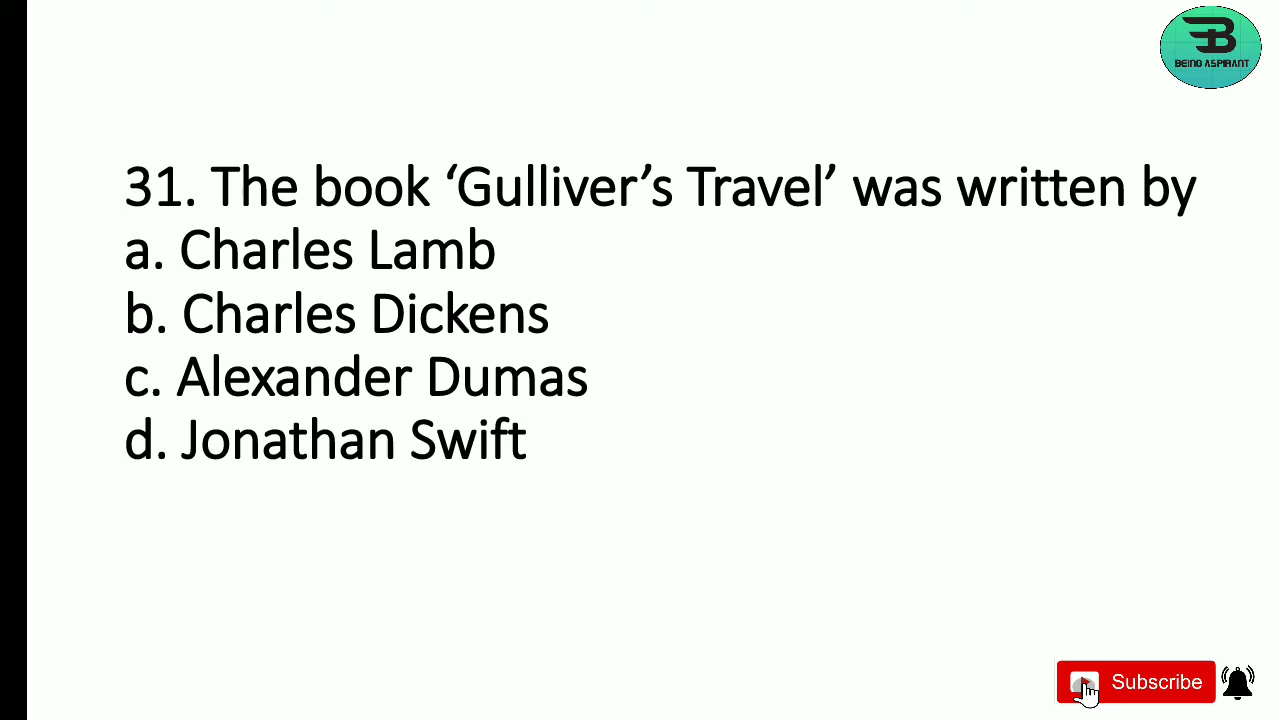 BEING ASPIRANT
31. The book ‘Gulliver’s Travel’ was written by
a. Charles Lamb
b. Charles Dickens
c. Alexander Dumas
d. Jonathan Swift
Subscribe